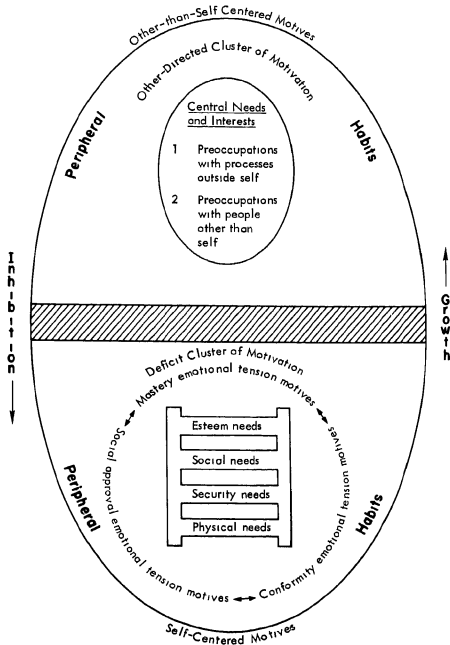 Other-than-Self Centered Motives
Other-Directed Cluster of Motivation
Peripheral
Habits
Central Needs
and Interests
1 Preoccupations
with processes
outside self
2 Preoccupations
with people
other than
self
Inhibition
Growth
Deficit Cluster of Motivation
Mastery emotional tension motives
Social approval emotional tension motives
Conformity emotional tension motives
Esteem needs
Social needs
Security needs
Physical needs
Peripheral
Habits
Self-Centered Motives